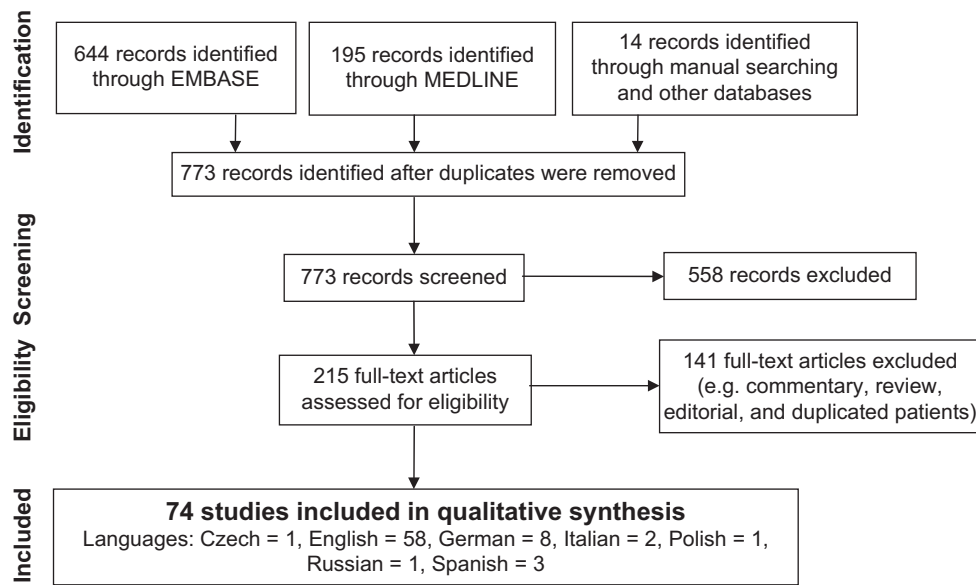 Identification
644 records identified
through EMBASE
195 records identified
through MEDLINE
14 records identified
through manual searching
and other databases
773 records identified after duplicates were removed
Screening
773 records screened
558 records excluded
Eligibility
215 full-text articles
assessed for eligibility
141 full-text articles excluded
(e.g. commentary, review,
editorial, and duplicated patients)
Included
74 studies included in qualitative synthesis
Languages: Czech = 1, English = 58, German = 8, Italian = 2, Polish = 1,
Russian = 1, Spanish = 3